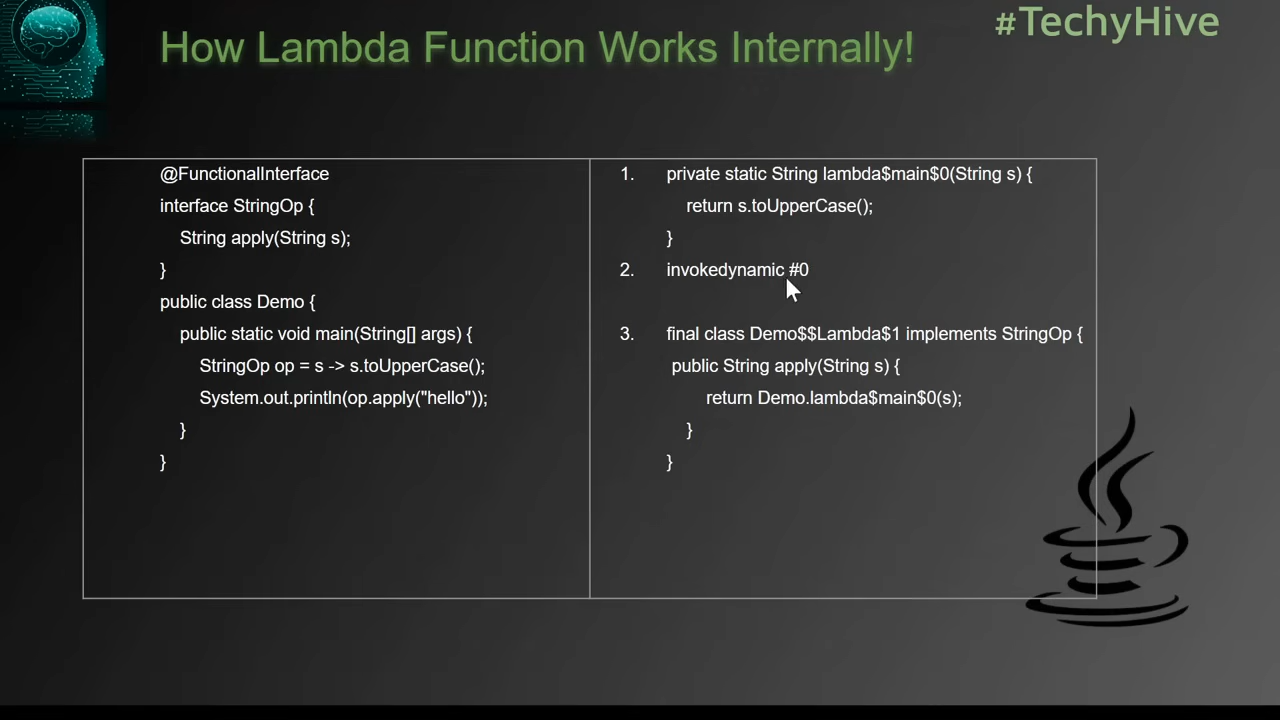 #TechyHive
How Lambda Function Works Internally!
@FunctionalInterface
interface StringOp {
String apply(String s);
}
public class Demo {
public static void main(String[] args) {
StringOp op = s -> s.toUpperCase();
System.out.println(op.apply("hello"));
}
}
1. private static String lambda$main$0(String s) {
return s.toUpperCase();
}
2. invokedynamic #0
3. final class Demo$$Lambda$1 implements StringOp {
public String apply(String s) {
return Demo.lambda$main$0(s);
}
}